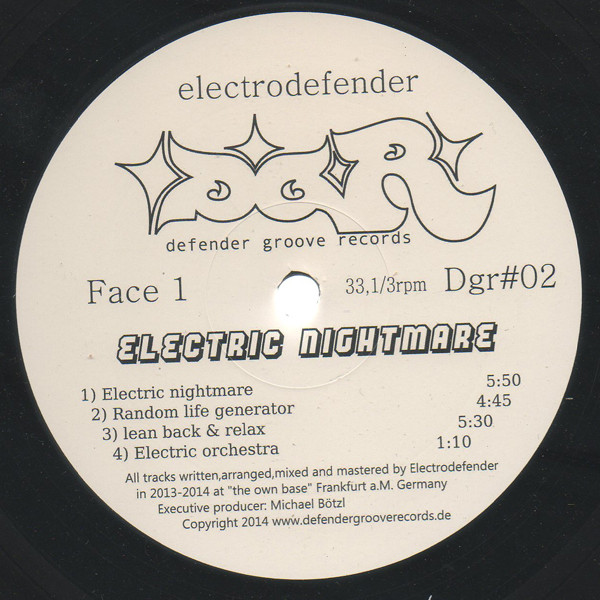 electrodefender
DGR
defender groove records
Face 1 33,1/3rpm Dgr#02
ELECTRIC NIGHTMARE
1) Electric nightmare 5:50
2) Random life generator 4:45
3) lean back & relax 5:30
4) Electric orchestra 1:10
All tracks written,arranged,mixed and mastered by Electrodefender
in 2013-2014 at "the own base" Frankfurt a.M. Germany
Executive producer: Michael Bötzl
Copyright 2014 www.defendergrooverecords.de